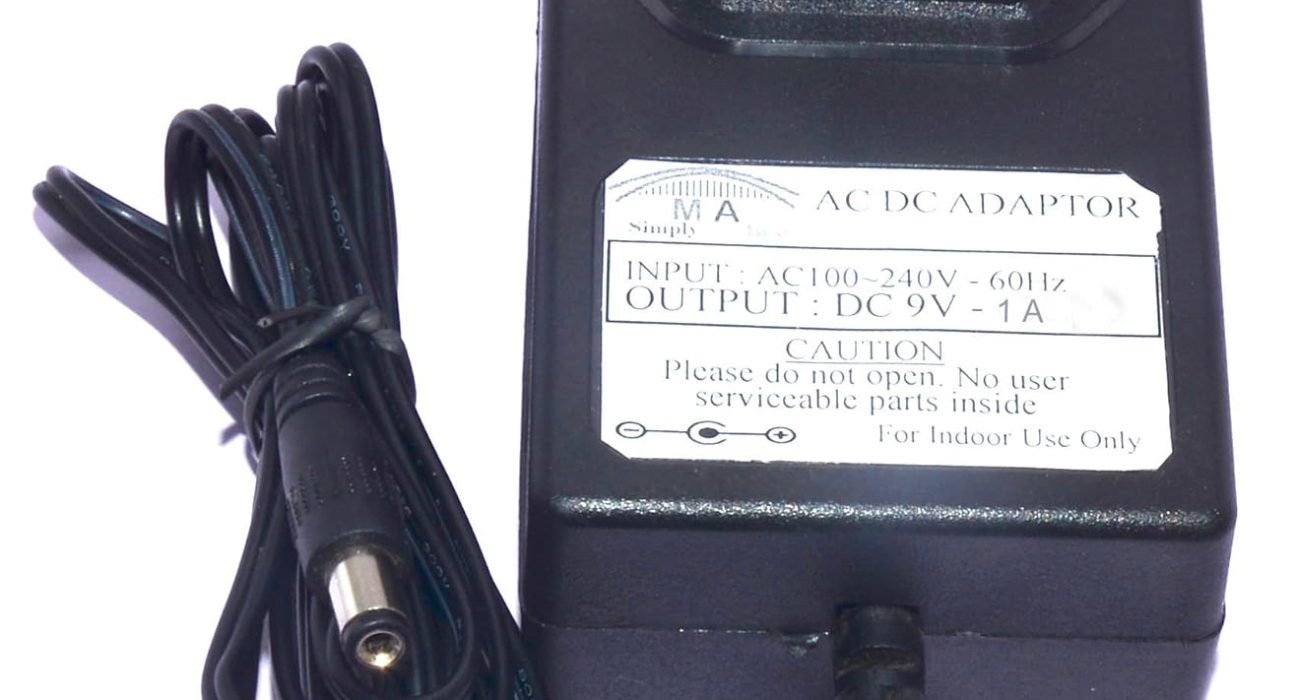 AC DC ADAPTOR
M A
Simply
INPUT : AC100~240V - 60Hz
OUTPUT : DC 9V - 1A
CAUTION
Please do not open. No user
serviceable parts inside
For Indoor Use Only